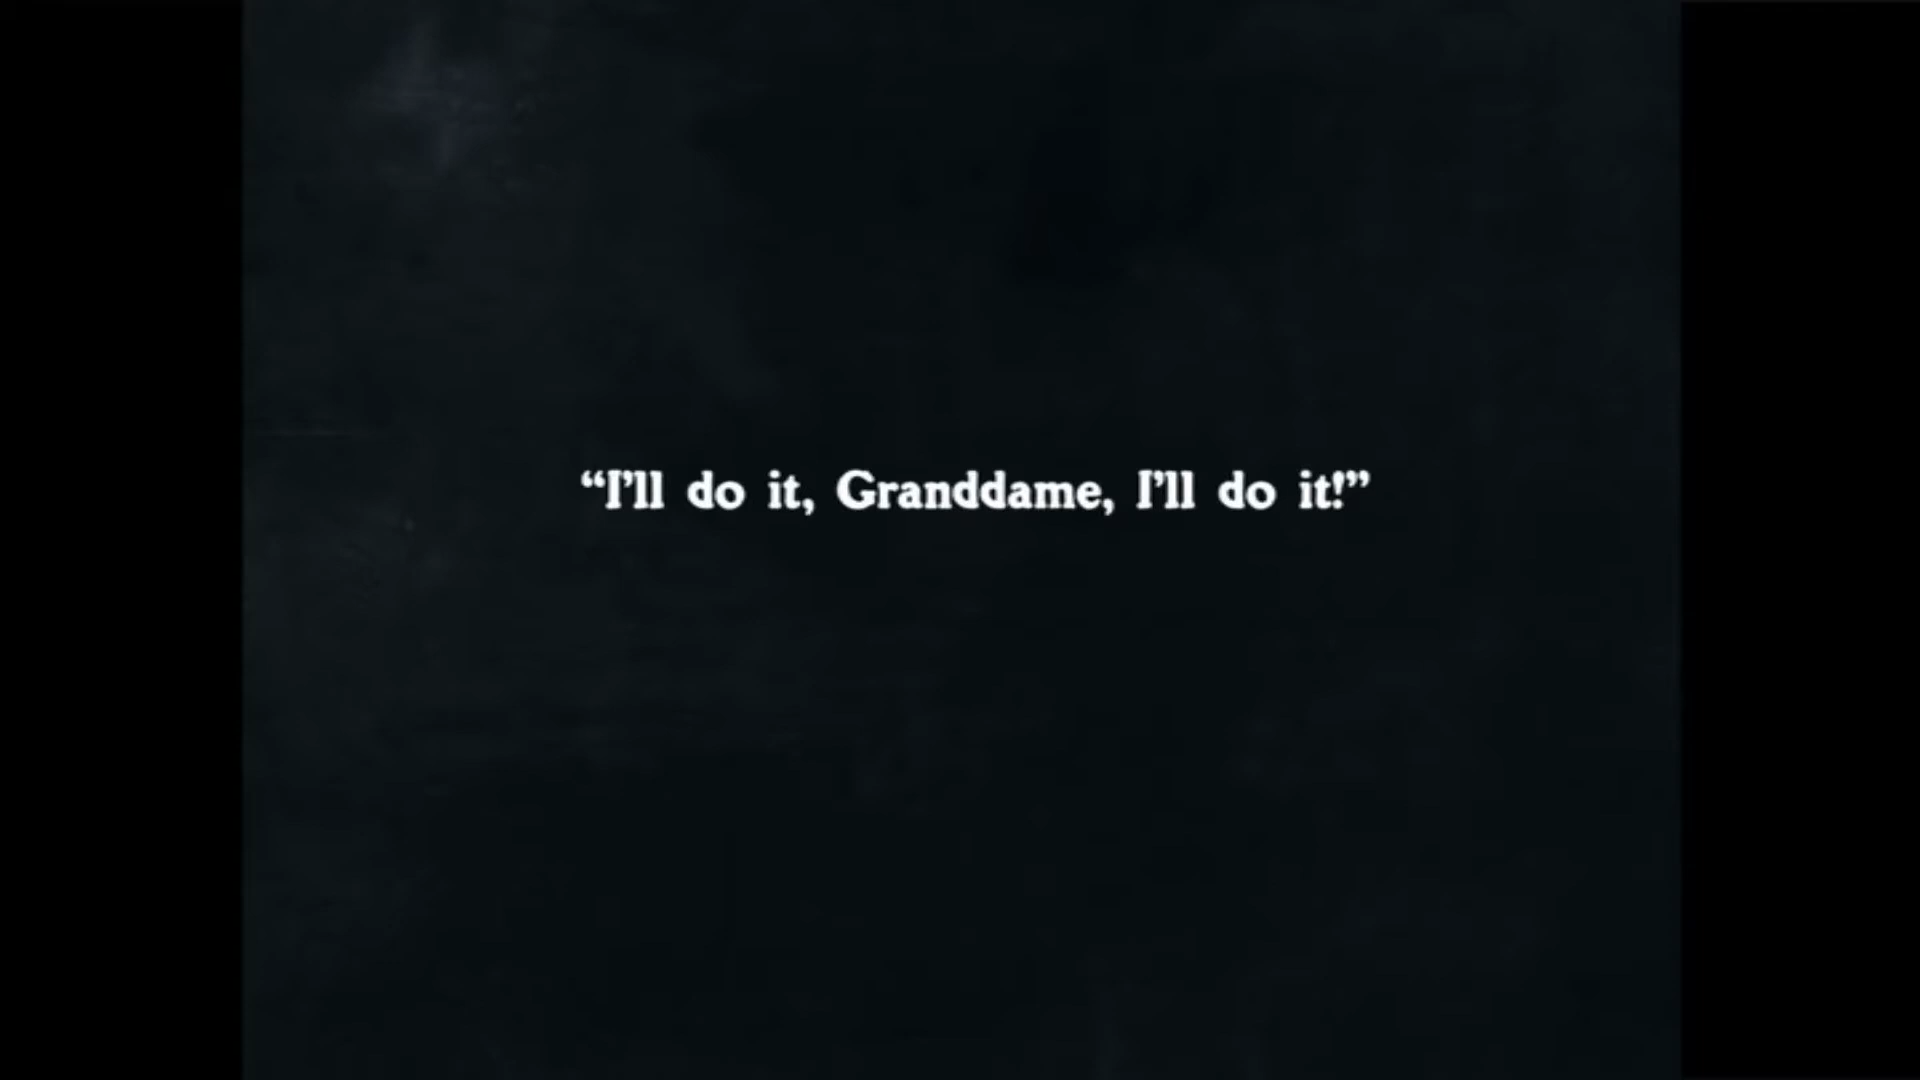 “I’ll do it, Granddame, I’ll do it!”